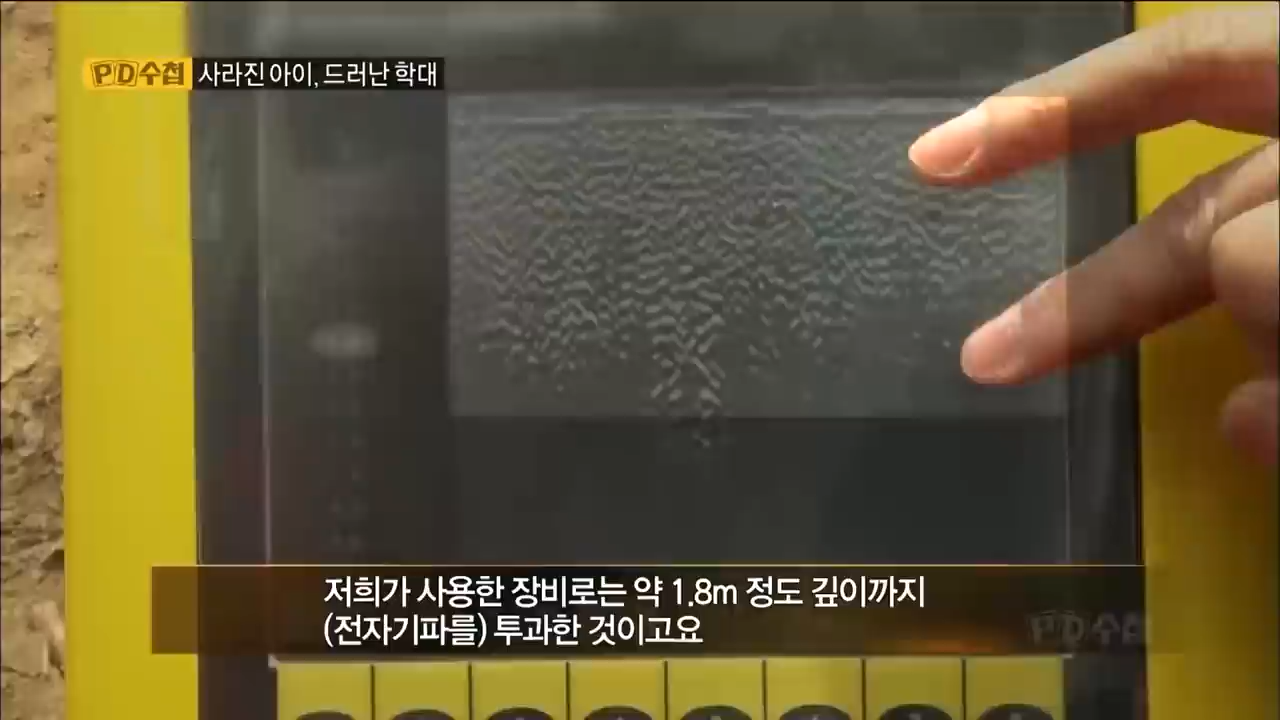 PD수첩 사라진 아이, 드러난 학대
저희가 사용한 장비로는 약 1.8m 정도 깊이까지
(전자기파를) 투과한 것이고요
PD수첩